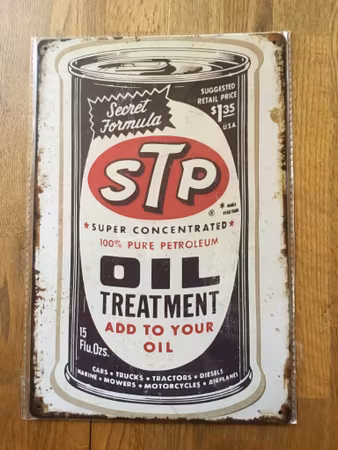 Secret
Formula
SUGGESTED
RETAIL PRICE
$1.35
U.S.A.
STP
®
*SUPER CONCENTRATED*
100% PURE PETROLEUM
OIL
TREATMENT
ADD TO YOUR
OIL
15
Flu.Ozs.
CARS • TRUCKS • TRACTORS • DIESELS
MARINE • MOWERS • MOTORCYCLES • AIRPLANES